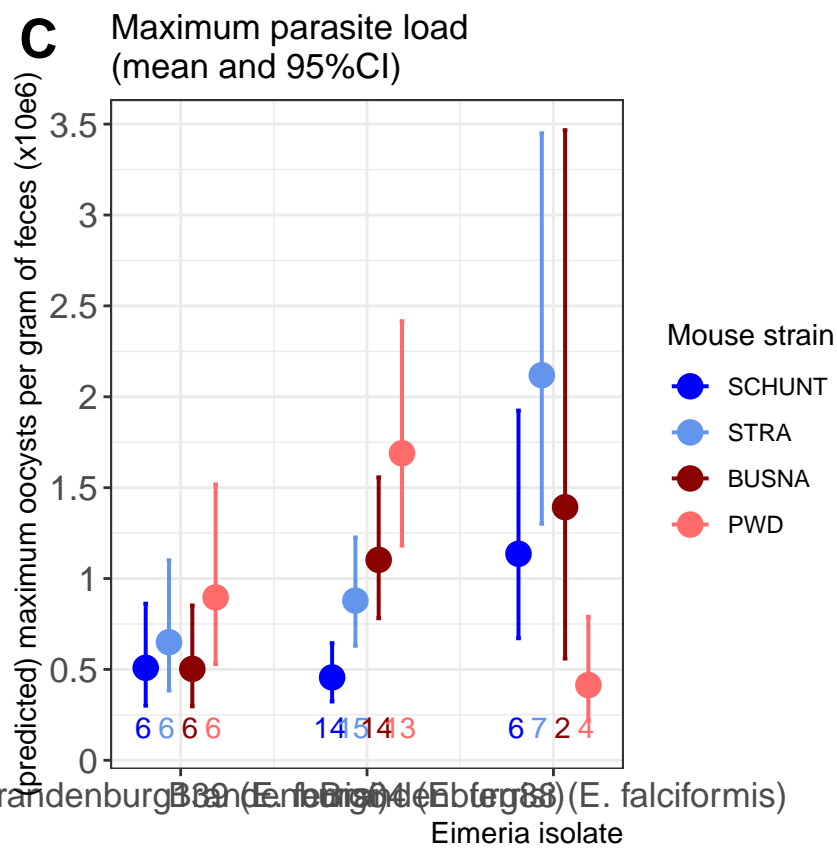 C
Maximum parasite load
(mean and 95%CI)
(predicted) maximum oocysts per gram of feces (x10e6)
3.5
3
2.5
2
1.5
1
0.5
0
6 6 6 6
14 15 14 13
6 7 2 4
(E. falciformis)
Eimeria isolate
Mouse strain
SCHUNT
STRA
BUSNA
PWD